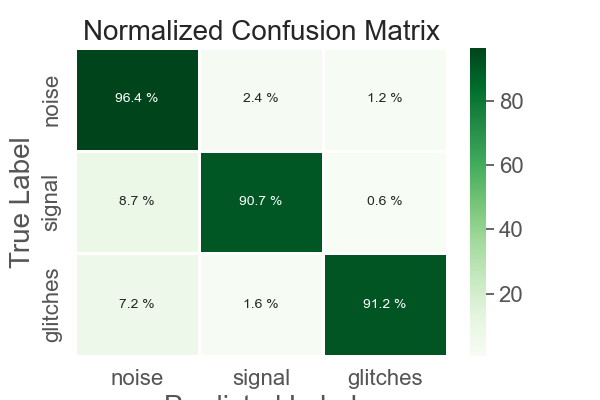 Normalized Confusion Matrix
True Label
noise
96.4 %
2.4 %
1.2 %
signal
8.7 %
90.7 %
0.6 %
glitches
7.2 %
1.6 %
91.2 %
noise
signal
glitches
80
60
40
20